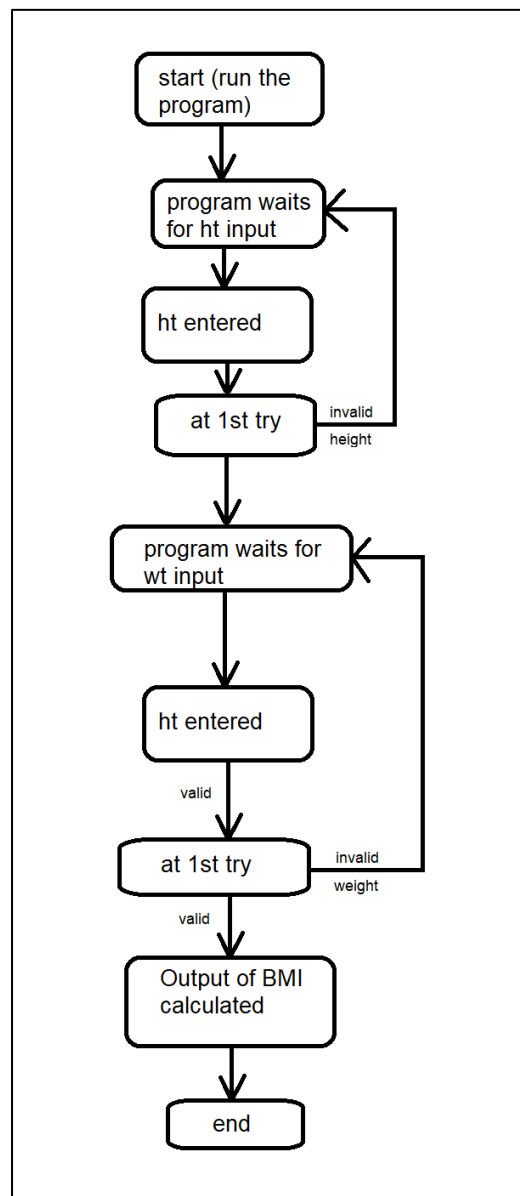 start (run the
program)
program waits
for ht input
ht entered
at 1st try
invalid
height
program waits for
wt input
ht entered
valid
at 1st try
invalid
weight
valid
Output of BMI
calculated
end